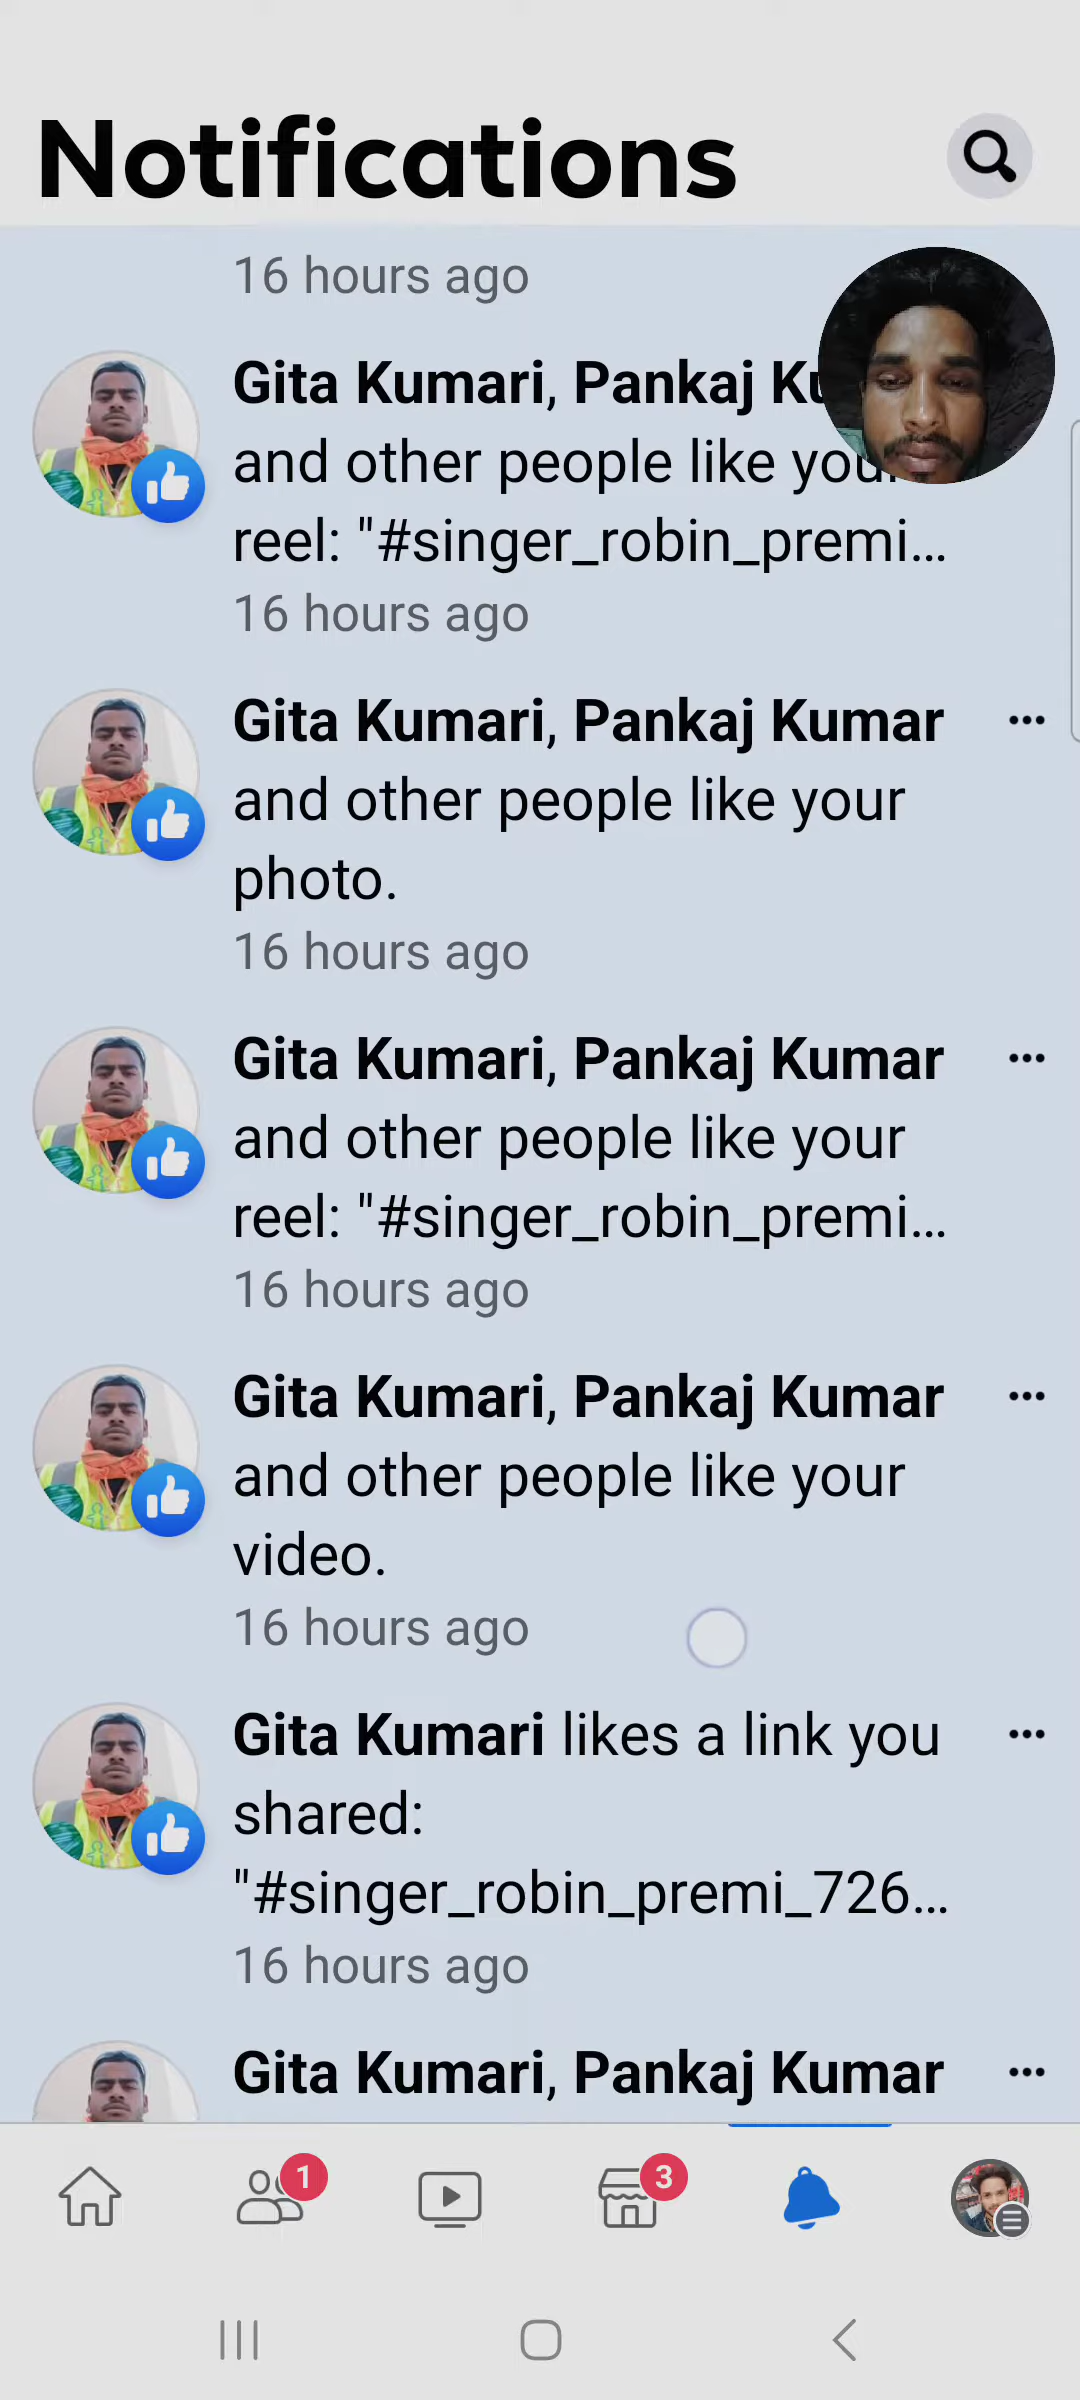 Notifications
16 hours ago
Gita Kumari, Pankaj
and other people like your
reel: "#singer_robin_premi...
16 hours ago
Gita Kumari, Pankaj Kumar
and other people like your
photo.
16 hours ago
Gita Kumari, Pankaj Kumar
and other people like your
reel: "#singer_robin_premi...
16 hours ago
Gita Kumari, Pankaj Kumar
and other people like your
video.
16 hours ago
Gita Kumari likes a link you
shared:
"#singer_robin_premi_726...
16 hours ago
Gita Kumari, Pankaj Kumar
1
3